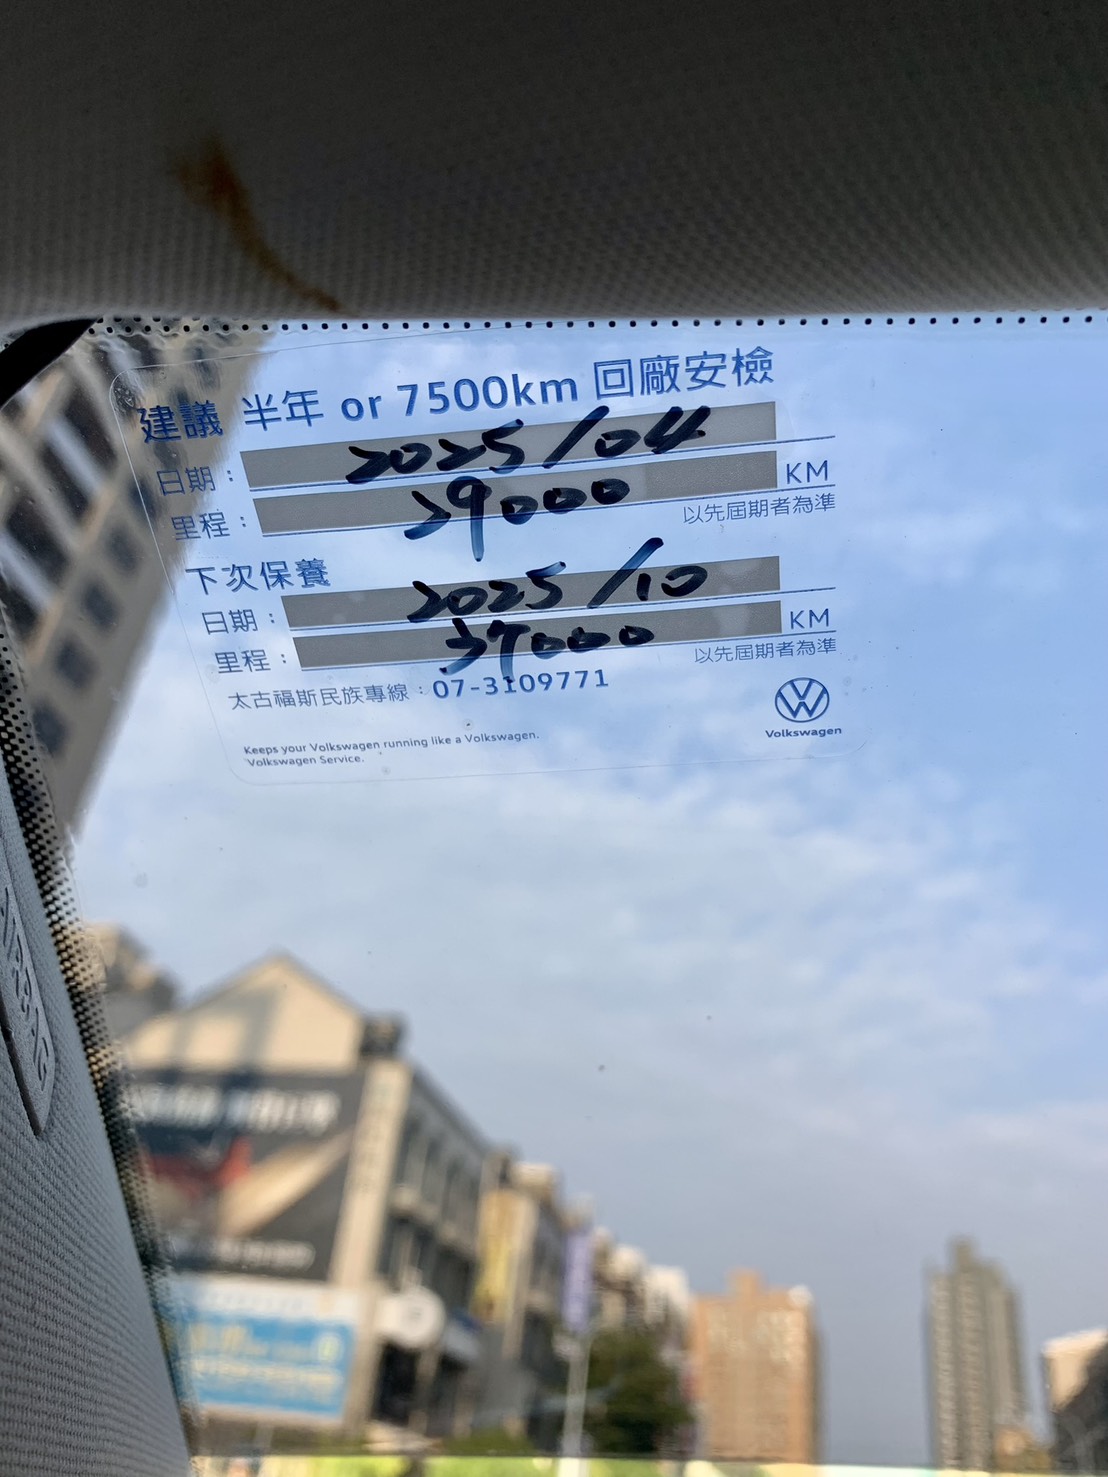 建議 半年 or 7500km 回廠安檢
日期： 2025/04
里程： 29000 KM
以先屆期者為準
下次保養
日期： 2025/10
里程： 37000 KM
以先屆期者為準
太古福斯民族專線：07-3109771
Keeps your Volkswagen running like a Volkswagen.
Volkswagen Service.
Volkswagen
AIRBAG